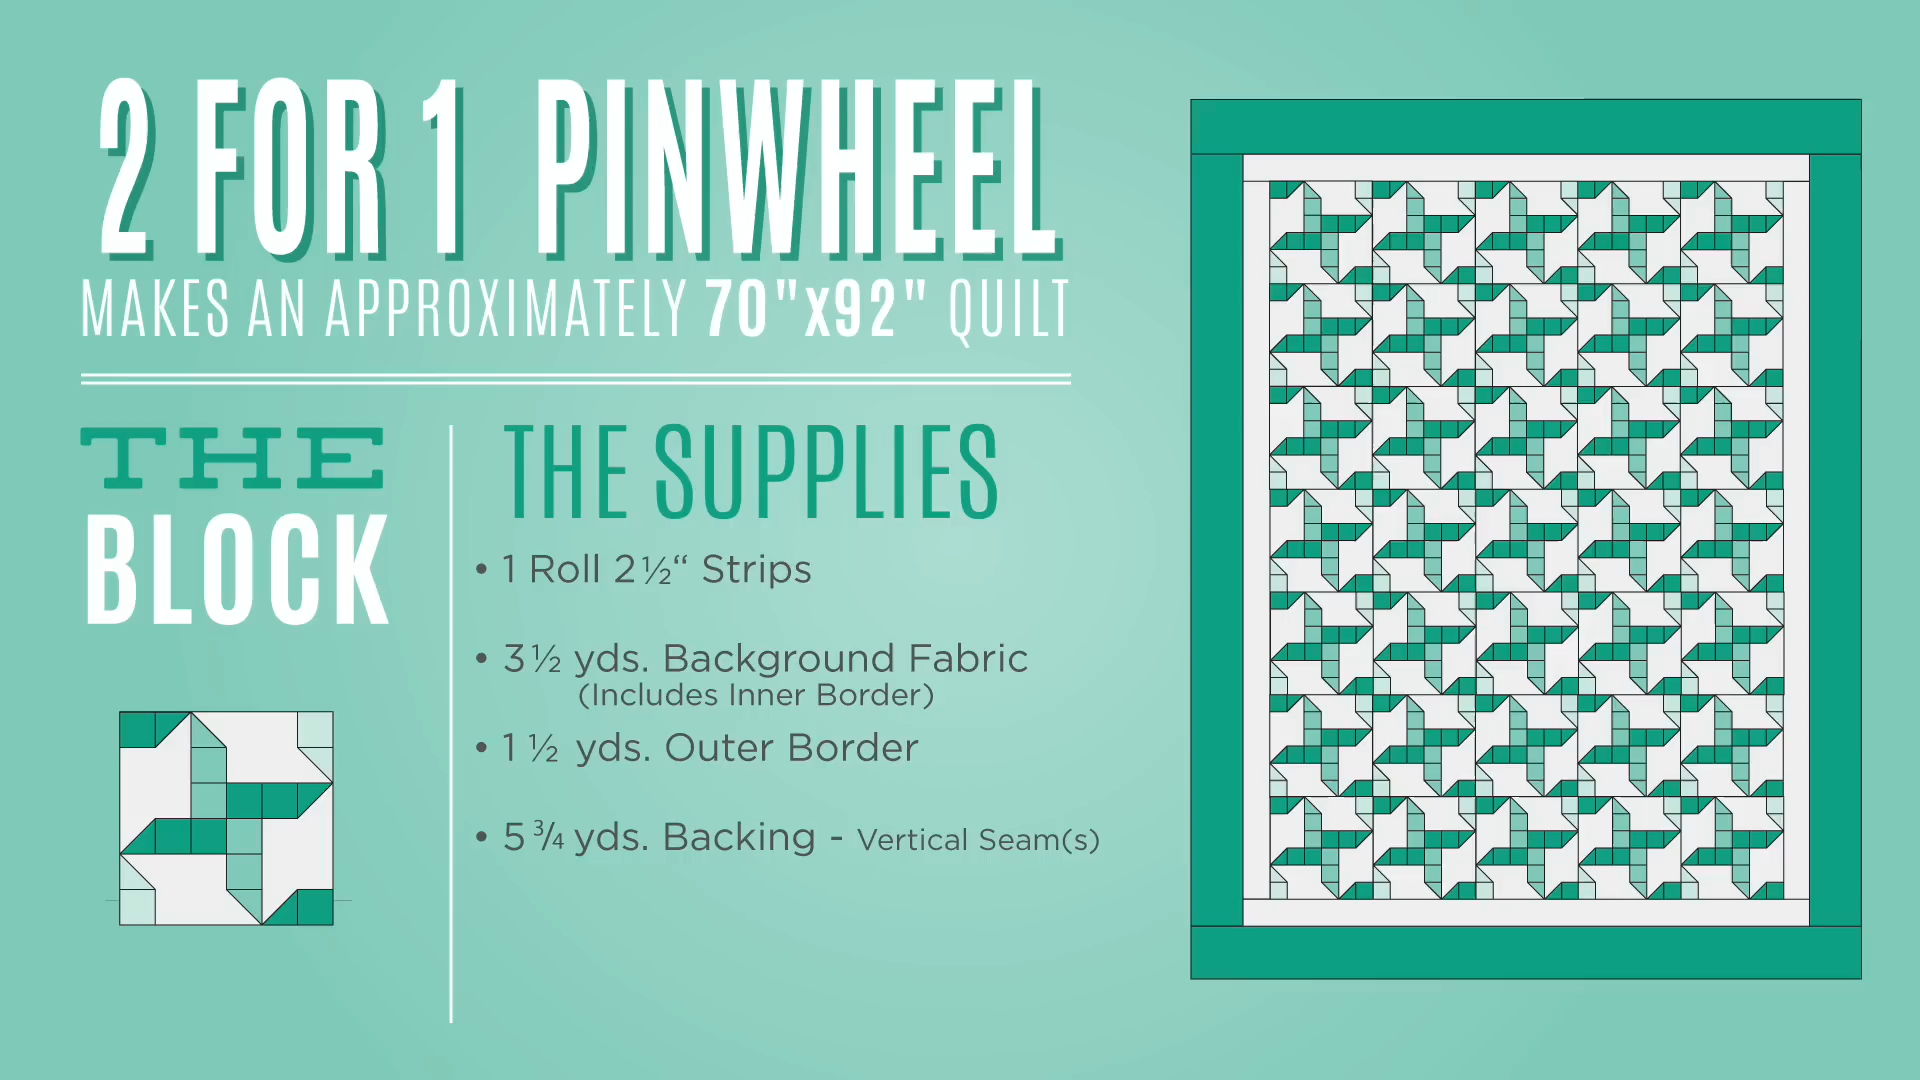 2 FOR 1 PINWHEEL
MAKES AN APPROXIMATELY 70"X92" QUILT
THE
BLOCK
THE SUPPLIES
• 1 Roll 2½“ Strips
• 3½ yds. Background Fabric
(Includes Inner Border)
• 1 ½ yds. Outer Border
• 5 ¾ yds. Backing - Vertical Seam(s)